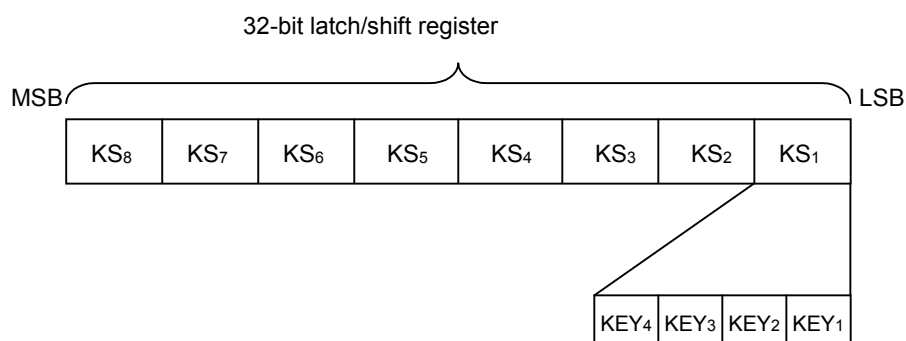 32-bit latch/shift register
MSB LSB
KS₈ KS₇ KS₆ KS₅ KS₄ KS₃ KS₂ KS₁
KEY₄ KEY₃ KEY₂ KEY₁